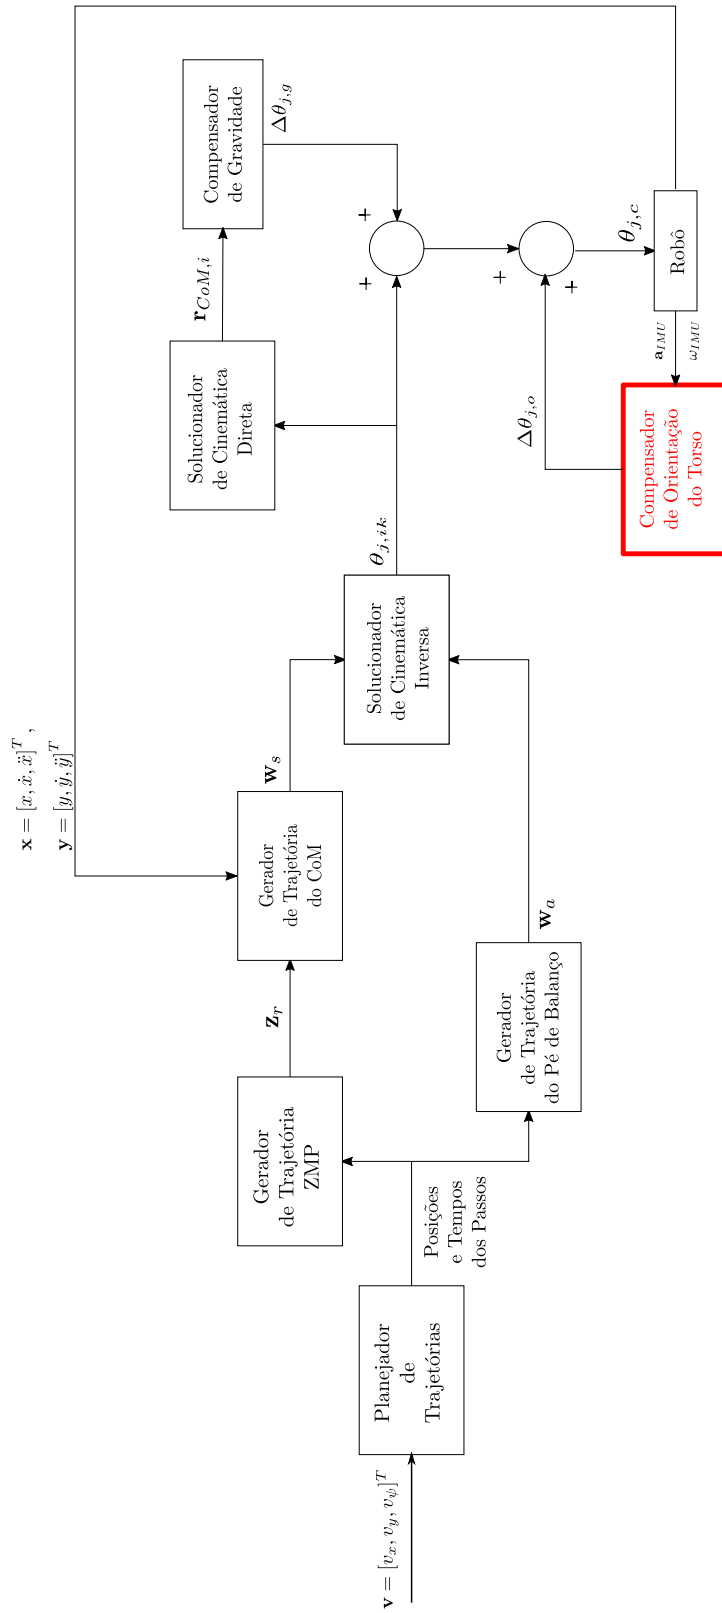 𝐯 = [v_x, v_y, v_ψ]^T
Planejador
de
Trajetórias
Posições
e Tempos
dos Passos
Gerador
de Trajetória
ZMP
𝐳_r
Gerador
de Trajetória
do Pé de Balanço
𝐰_a
𝐱 = [x, ẋ, ẍ]^T ,
𝐲 = [y, ẏ, ÿ]^T
Gerador
de Trajetória
do CoM
𝐰_s
Solucionador
de Cinemática
Inversa
θ_{j,ik}
Solucionador
de Cinemática
Direta
𝐫_{CoM,i}
Compensador
de Gravidade
Δθ_{j,g}
+
+
+
+
Compensador
de Orientação
do Torso
Δθ_{j,o}
𝐚_{IMU}
ω_{IMU}
Robô
θ_{j,c}